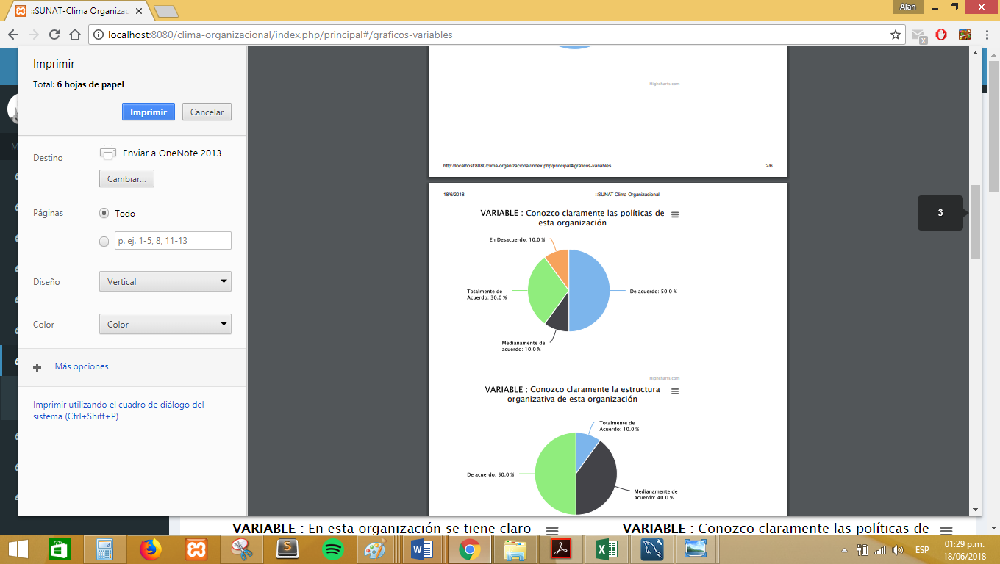 ::SUNAT-Clima Organizac
Alan
localhost:8080/clima-organizacional/index.php/principal#/graficos-variables
Imprimir
Total: 6 hojas de papel
Imprimir
Cancelar
Destino
Enviar a OneNote 2013
Cambiar...
Páginas
Todo
p. ej. 1-5, 8, 11-13
Diseño
Vertical
Color
Color
Más opciones
Imprimir utilizando el cuadro de diálogo del
sistema (Ctrl+Shift+P)
Highcharts.com
http://localhost:8080/clima-organizacional/index.php/principal#/graficos-variables
2/6
18/6/2018
::SUNAT-Clima Organizacional
VARIABLE : Conozco claramente las políticas de
esta organización
En Desacuerdo: 10.0 %
Totalmente de
Acuerdo: 30.0 %
De acuerdo: 50.0 %
Medianamente de
acuerdo: 10.0 %
Highcharts.com
VARIABLE : Conozco claramente la estructura
organizativa de esta organización
Totalmente de
Acuerdo: 10.0 %
De acuerdo: 50.0 %
Medianamente de
acuerdo: 40.0 %
3
VARIABLE : En esta organización se tiene claro
VARIABLE : Conozco claramente las políticas de
ESP
01:29 p.m.
18/06/2018